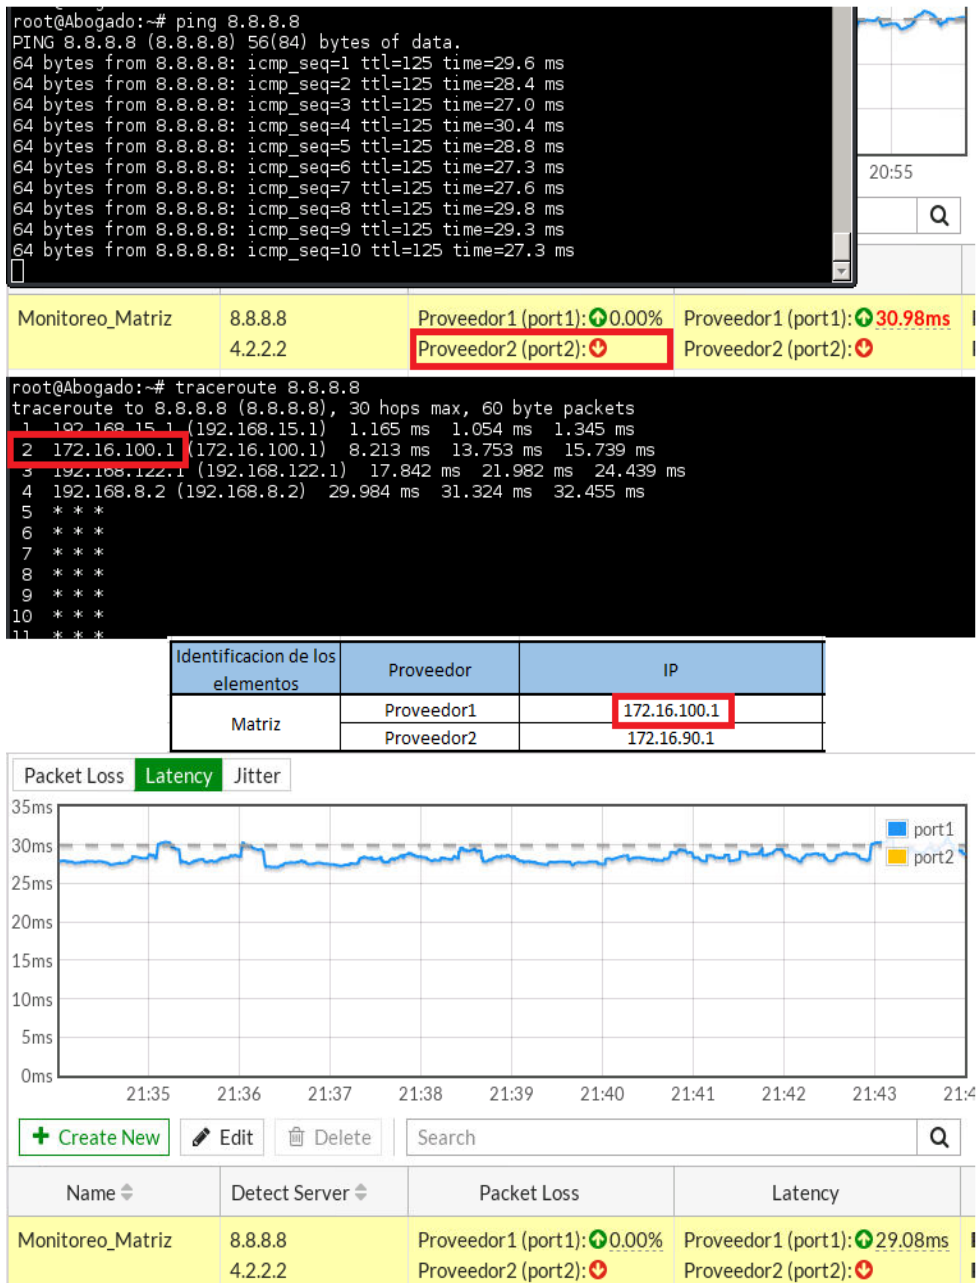 root@Abogado:~# ping 8.8.8.8
PING 8.8.8.8 (8.8.8.8) 56(84) bytes of data.
64 bytes from 8.8.8.8: icmp_seq=1 ttl=125 time=29.6 ms
64 bytes from 8.8.8.8: icmp_seq=2 ttl=125 time=28.4 ms
64 bytes from 8.8.8.8: icmp_seq=3 ttl=125 time=27.0 ms
64 bytes from 8.8.8.8: icmp_seq=4 ttl=125 time=30.4 ms
64 bytes from 8.8.8.8: icmp_seq=5 ttl=125 time=28.8 ms
64 bytes from 8.8.8.8: icmp_seq=6 ttl=125 time=27.3 ms
64 bytes from 8.8.8.8: icmp_seq=7 ttl=125 time=27.6 ms
64 bytes from 8.8.8.8: icmp_seq=8 ttl=125 time=29.8 ms
64 bytes from 8.8.8.8: icmp_seq=9 ttl=125 time=29.3 ms
64 bytes from 8.8.8.8: icmp_seq=10 ttl=125 time=27.3 ms
20:55
Monitoreo_Matriz 8.8.8.8 Proveedor1 (port1): 0.00% Proveedor1 (port1): 30.98ms
4.2.2.2 Proveedor2 (port2): Proveedor2 (port2):
root@Abogado:~# traceroute 8.8.8.8
traceroute to 8.8.8.8 (8.8.8.8), 30 hops max, 60 byte packets
1 192.168.15.1 (192.168.15.1) 1.165 ms 1.054 ms 1.345 ms
2 172.16.100.1 (172.16.100.1) 8.213 ms 13.753 ms 15.739 ms
3 192.168.122.1 (192.168.122.1) 17.842 ms 21.982 ms 24.439 ms
4 192.168.8.2 (192.168.8.2) 29.984 ms 31.324 ms 32.455 ms
5 * * *
6 * * *
7 * * *
8 * * *
9 * * *
10 * * *
11 * * *
Identificacion de los elementos Proveedor IP
Matriz Proveedor1 172.16.100.1
Proveedor2 172.16.90.1
Packet Loss Latency Jitter
35ms
30ms
25ms
20ms
15ms
10ms
5ms
0ms
port1
port2
21:35 21:36 21:37 21:38 21:39 21:40 21:41 21:42 21:43 21:4
+ Create New Edit Delete Search
Name Detect Server Packet Loss Latency
Monitoreo_Matriz 8.8.8.8 Proveedor1 (port1): 0.00% Proveedor1 (port1): 29.08ms
4.2.2.2 Proveedor2 (port2): Proveedor2 (port2):